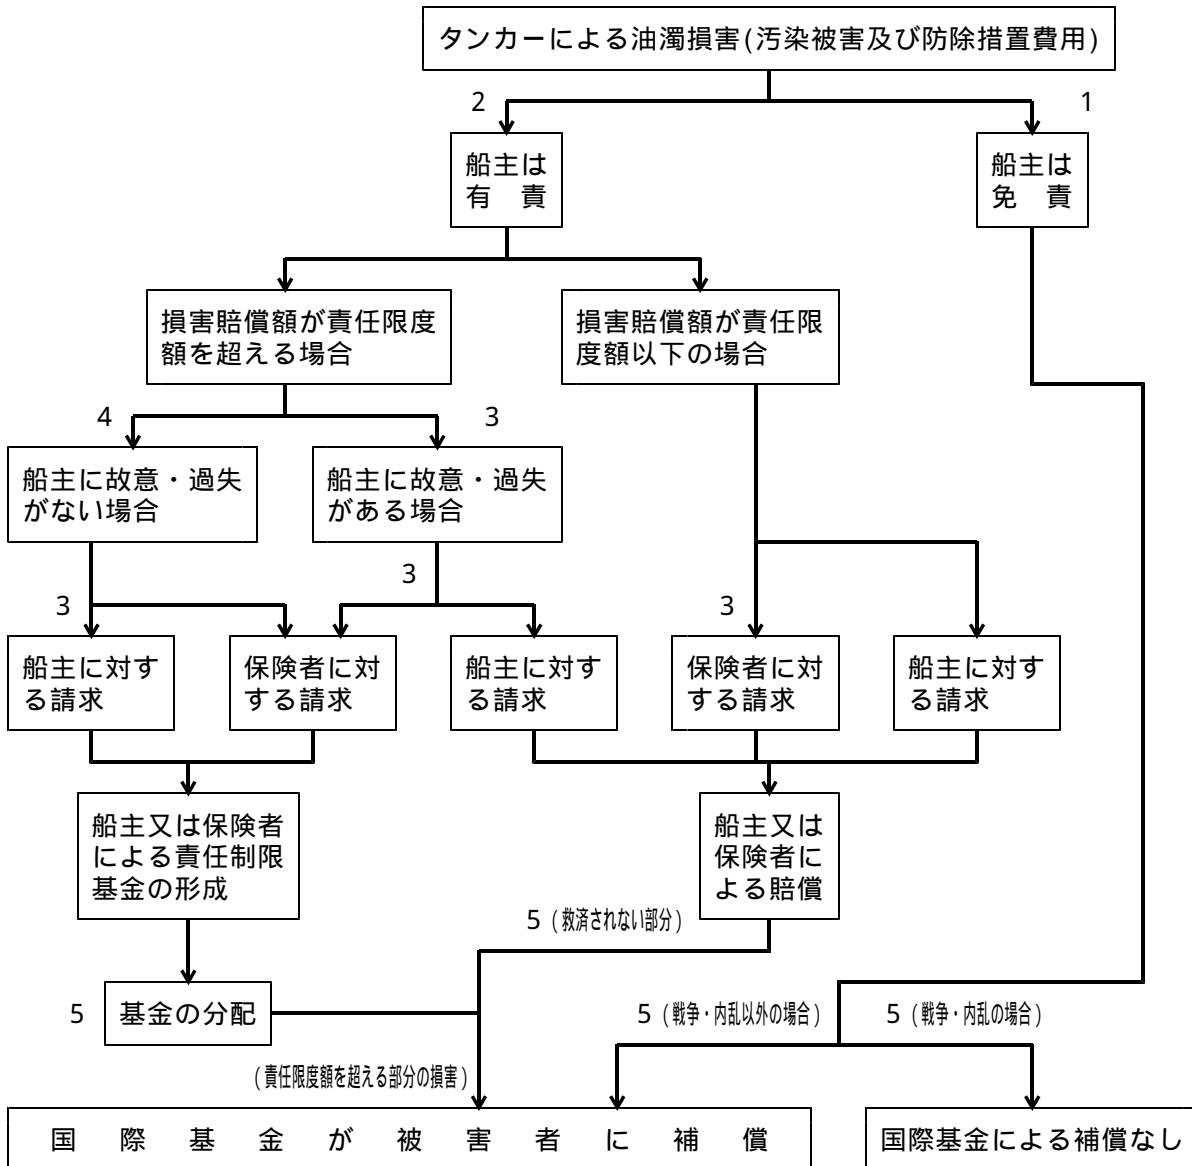 タンカーによる油濁損害(汚染被害及び防除措置費用)
2
1
船主は
有　責
船主は
免　責
損害賠償額が責任限度
額を超える場合
損害賠償額が責任限
度額以下の場合
4
3
船主に故意・過失
がない場合
船主に故意・過失
がある場合
3
3
3
船主に対す
る請求
保険者に対
する請求
船主に対す
る請求
保険者に対
する請求
船主に対す
る請求
船主又は保険者
による責任制限
基金の形成
船主又は
保険者に
よる賠償
5 (救済されない部分)
5
基金の分配
5 (戦争・内乱以外の場合)
5 (戦争・内乱の場合)
(責任限度額を超える部分の損害)
国　際　基　金　が　被　害　者　に　補　償
国際基金による補償なし